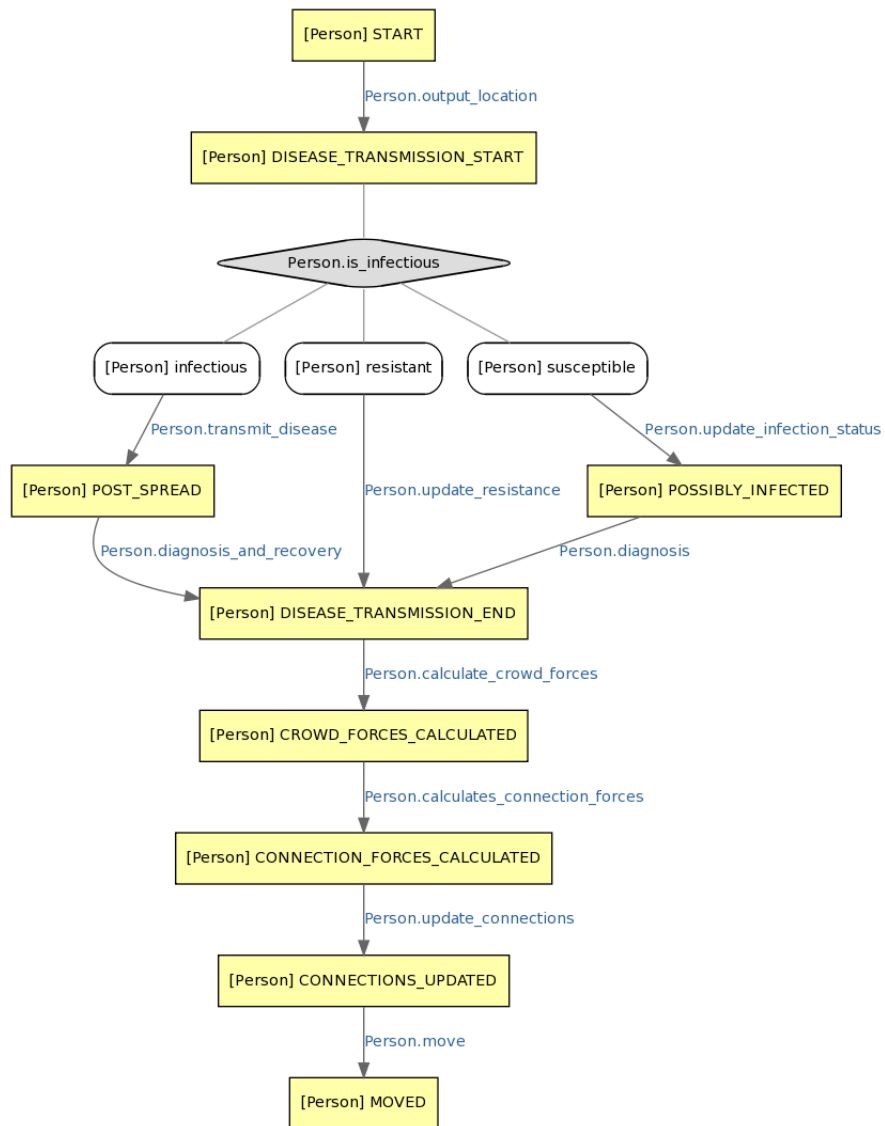 [Person] START
Person.output_location
[Person] DISEASE_TRANSMISSION_START
Person.is_infectious
[Person] infectious
[Person] resistant
[Person] susceptible
Person.transmit_disease
Person.update_infection_status
[Person] POST_SPREAD
Person.update_resistance
[Person] POSSIBLY_INFECTED
Person.diagnosis_and_recovery
Person.diagnosis
[Person] DISEASE_TRANSMISSION_END
Person.calculate_crowd_forces
[Person] CROWD_FORCES_CALCULATED
Person.calculates_connection_forces
[Person] CONNECTION_FORCES_CALCULATED
Person.update_connections
[Person] CONNECTIONS_UPDATED
Person.move
[Person] MOVED